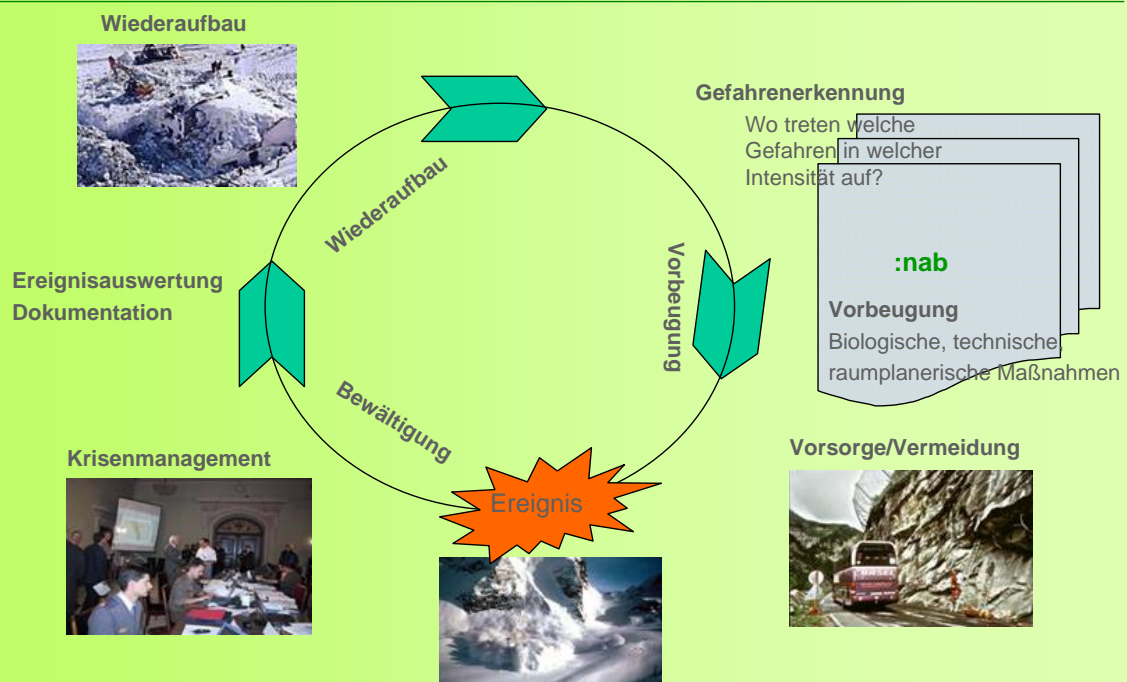 Wiederaufbau
Gefahrenerkennung
Wo treten welche
Gefahren in welcher
Intensität auf?
Wiederaufbau
Vorbeugung
:nab
Vorbeugung
Biologische, technische,
raumplanerische Maßnahmen
Ereignisauswertung
Dokumentation
Bewältigung
Krisenmanagement
Ereignis
Vorsorge/Vermeidung